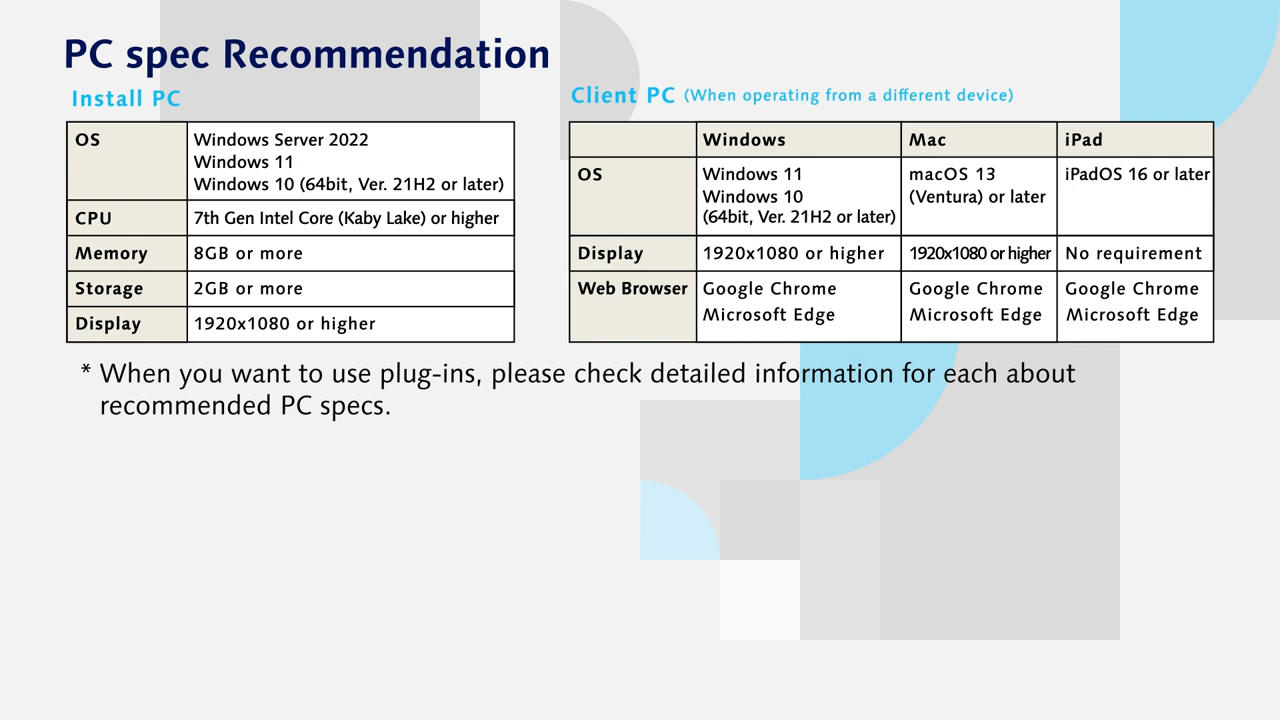 PC spec Recommendation
Install PC
OS
Windows Server 2022
Windows 11
Windows 10 (64bit, Ver. 21H2 or later)
CPU
7th Gen Intel Core (Kaby Lake) or higher
Memory
8GB or more
Storage
2GB or more
Display
1920x1080 or higher
Client PC (When operating from a different device)
Windows
Mac
iPad
OS
Windows 11
Windows 10
(64bit, Ver. 21H2 or later)
macOS 13
(Ventura) or later
iPadOS 16 or later
Display
1920x1080 or higher
1920x1080 or higher
No requirement
Web Browser
Google Chrome
Microsoft Edge
Google Chrome
Microsoft Edge
Google Chrome
Microsoft Edge
* When you want to use plug-ins, please check detailed information for each about
recommended PC specs.